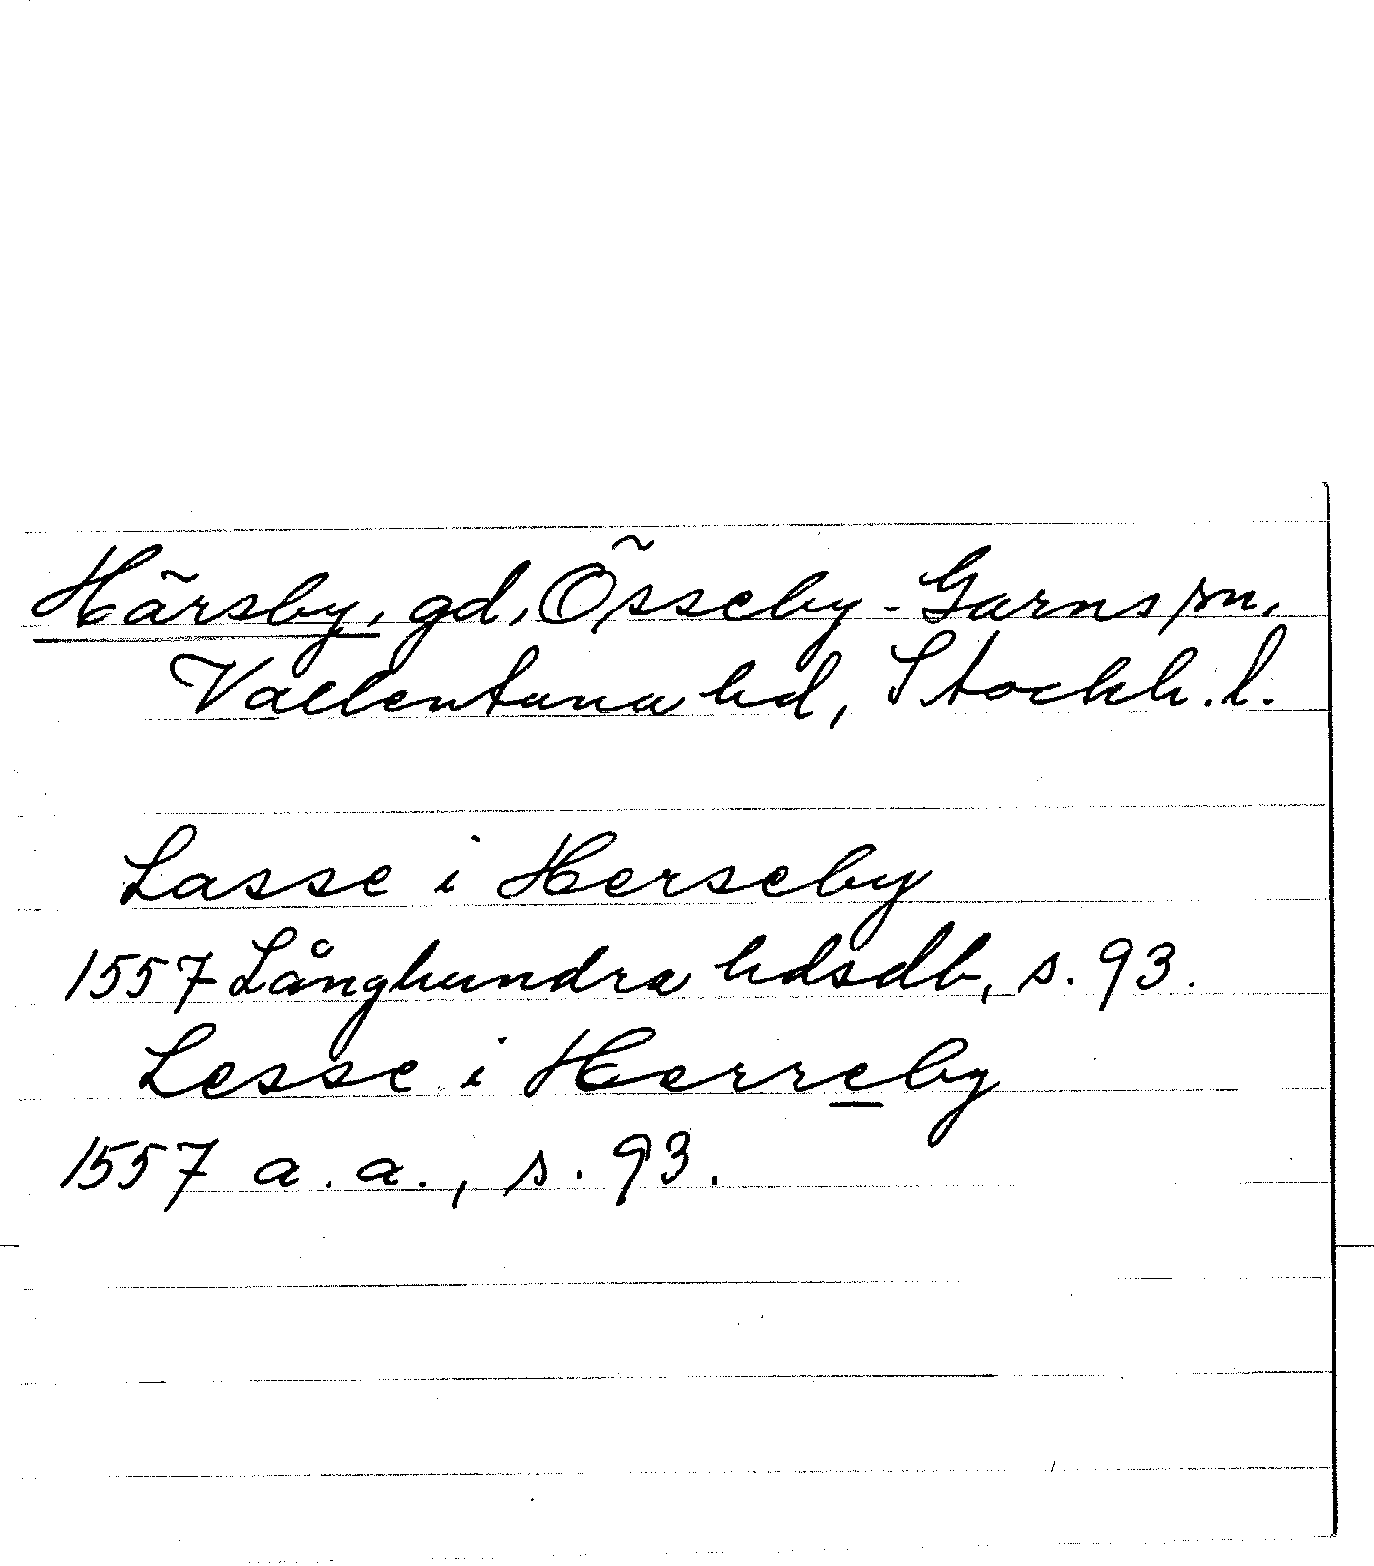 Härsby, gd, Össeby-Garns sn,
Vallentuna hd, Stockh. l.
Lasse i Herseby
1557 Långhundra hdsdb, s. 93.
Lesse i Herreby
1557 a.a., s. 93.